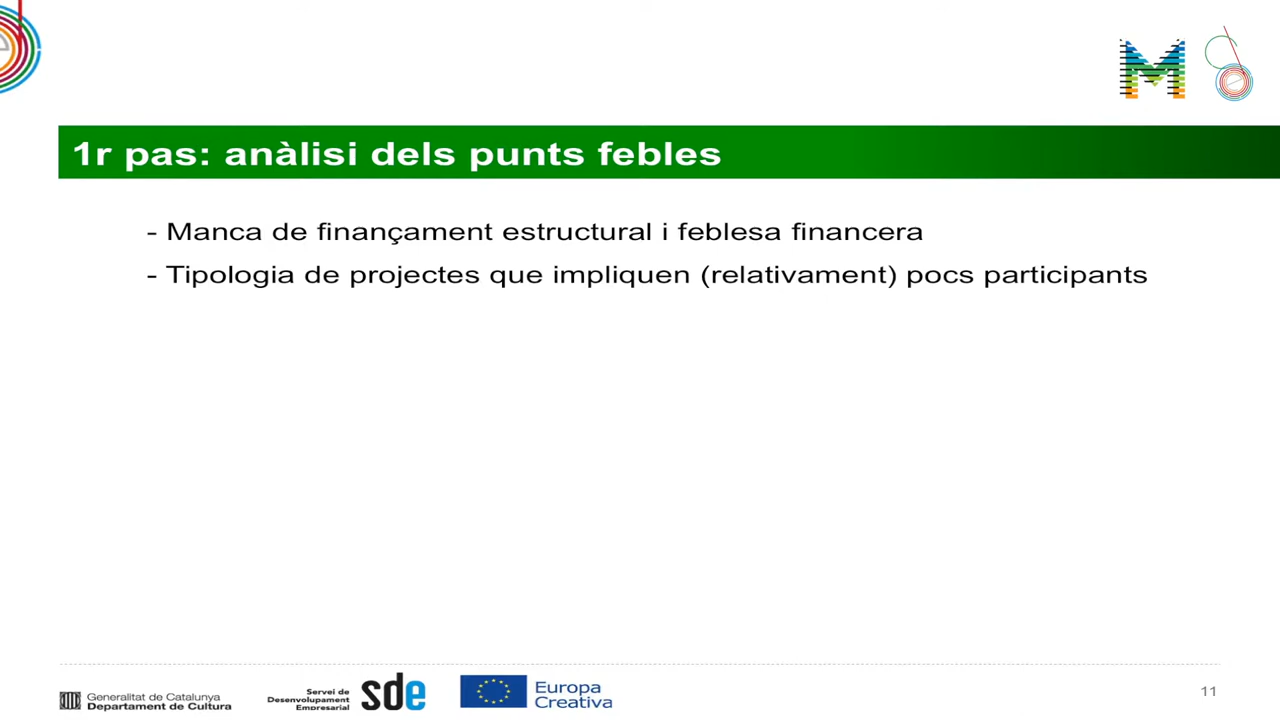 1r pas: anàlisi dels punts febles
- Manca de finançament estructural i feblesa financera
- Tipologia de projectes que impliquen (relativament) pocs participants
Generalitat de Catalunya
Departament de Cultura
Servei de
Desenvolupament
Empresarial
sde
Europa
Creativa
11